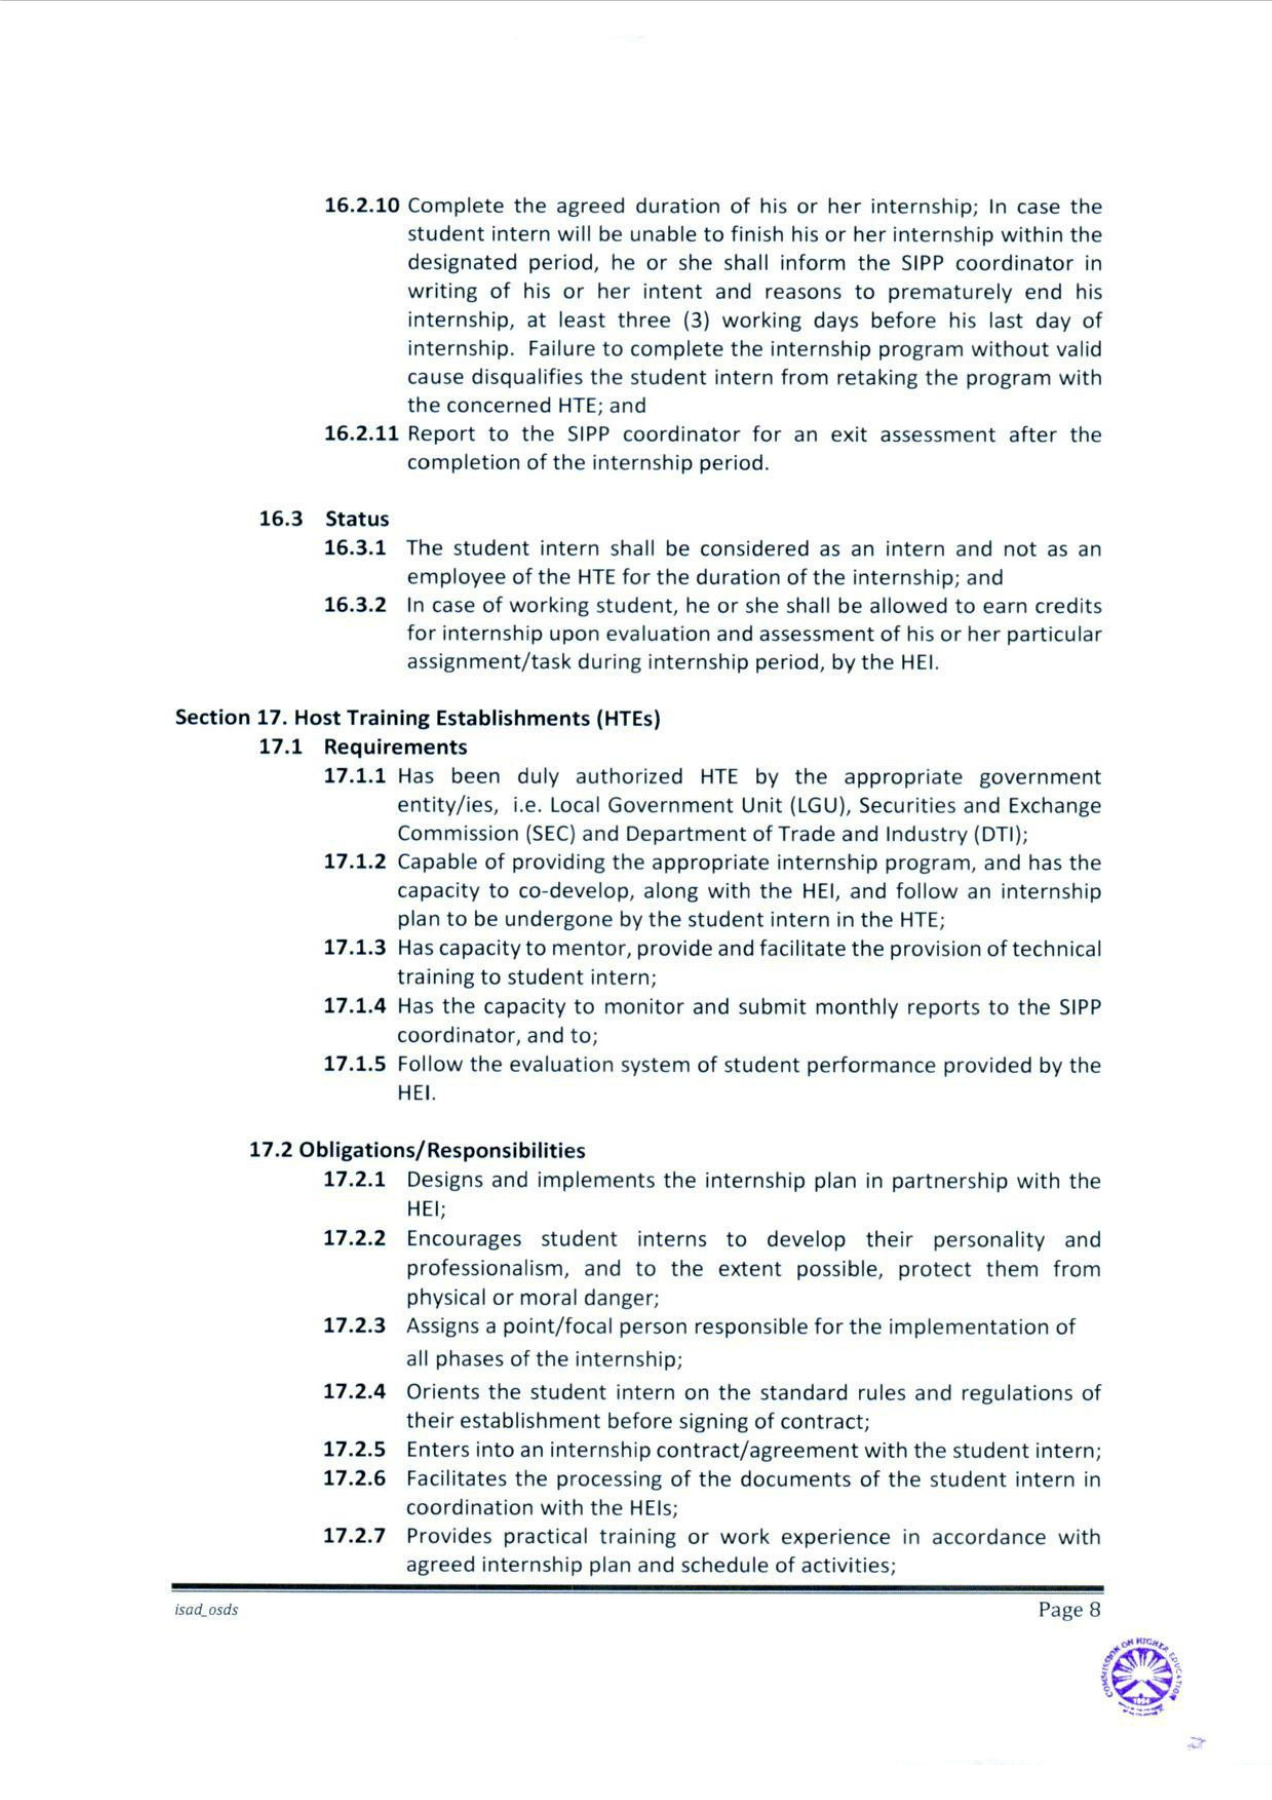 16.2.10 Complete the agreed duration of his or her internship; In case the
student intern will be unable to finish his or her internship within the
designated period, he or she shall inform the SIPP coordinator in
writing of his or her intent and reasons to prematurely end his
internship, at least three (3) working days before his last day of
internship. Failure to complete the internship program without valid
cause disqualifies the student intern from retaking the program with
the concerned HTE; and
16.2.11 Report to the SIPP coordinator for an exit assessment after the
completion of the internship period.
16.3 Status
16.3.1 The student intern shall be considered as an intern and not as an
employee of the HTE for the duration of the internship; and
16.3.2 In case of working student, he or she shall be allowed to earn credits
for internship upon evaluation and assessment of his or her particular
assignment/task during internship period, by the HEI.
Section 17. Host Training Establishments (HTEs)
17.1 Requirements
17.1.1 Has been duly authorized HTE by the appropriate government
entity/ies, i.e. Local Government Unit (LGU), Securities and Exchange
Commission (SEC) and Department of Trade and Industry (DTI);
17.1.2 Capable of providing the appropriate internship program, and has the
capacity to co-develop, along with the HEI, and follow an internship
plan to be undergone by the student intern in the HTE;
17.1.3 Has capacity to mentor, provide and facilitate the provision of technical
training to student intern;
17.1.4 Has the capacity to monitor and submit monthly reports to the SIPP
coordinator, and to;
17.1.5 Follow the evaluation system of student performance provided by the
HEI.
17.2 Obligations/Responsibilities
17.2.1 Designs and implements the internship plan in partnership with the
HEI;
17.2.2 Encourages student interns to develop their personality and
professionalism, and to the extent possible, protect them from
physical or moral danger;
17.2.3 Assigns a point/focal person responsible for the implementation of
all phases of the internship;
17.2.4 Orients the student intern on the standard rules and regulations of
their establishment before signing of contract;
17.2.5 Enters into an internship contract/agreement with the student intern;
17.2.6 Facilitates the processing of the documents of the student intern in
coordination with the HEIs;
17.2.7 Provides practical training or work experience in accordance with
agreed internship plan and schedule of activities;
isad_osds Page 8
COMMISSION ON HIGHER EDUCATION